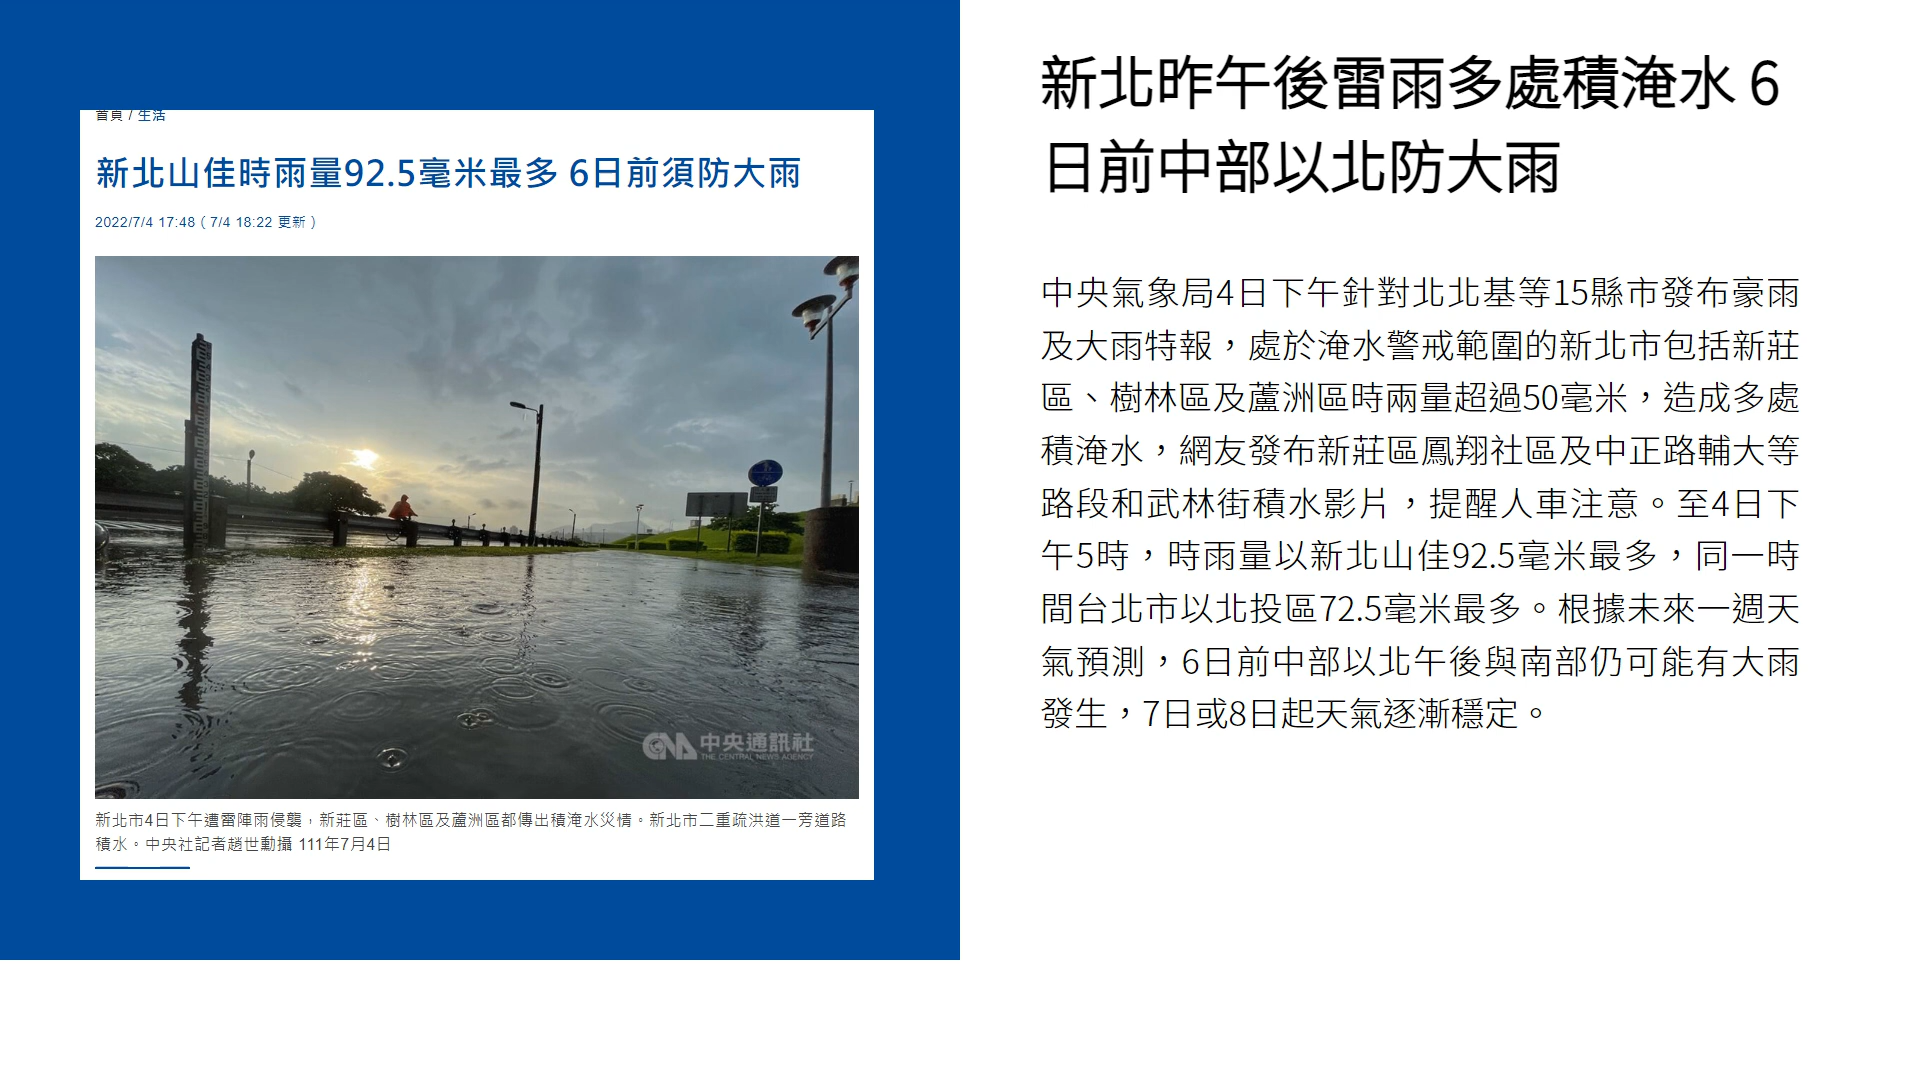 首頁 / 生活
新北山佳時雨量92.5毫米最多 6日前須防大雨
2022/7/4 17:48（7/4 18:22 更新）
CNA 中央通訊社
THE CENTRAL NEWS AGENCY
新北市4日下午遭雷陣雨侵襲，新莊區、樹林區及蘆洲區都傳出積淹水災情。新北市二重疏洪道一旁道路
積水。中央社記者趙世勳攝 111年7月4日
新北昨午後雷雨多處積淹水 6
日前中部以北防大雨
中央氣象局4日下午針對北北基等15縣市發布豪雨
及大雨特報，處於淹水警戒範圍的新北市包括新莊
區、樹林區及蘆洲區時兩量超過50毫米，造成多處
積淹水，網友發布新莊區鳳翔社區及中正路輔大等
路段和武林街積水影片，提醒人車注意。至4日下
午5時，時雨量以新北山佳92.5毫米最多，同一時
間台北市以北投區72.5毫米最多。根據未來一週天
氣預測，6日前中部以北午後與南部仍可能有大雨
發生，7日或8日起天氣逐漸穩定。